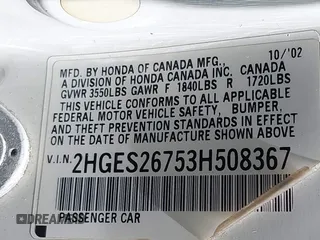 10/'02
MFD. BY HONDA OF CANADA MFG.,
A DIVISION OF HONDA CANADA INC. CANADA
GVWR 3550LBS GAWR F 1840LBS R 1720LBS
THIS VEHICLE CONFORMS TO ALL APPLICABLE
FEDERAL MOTOR VEHICLE SAFETY, BUMPER,
AND THEFT PREVENTION STANDARDS IN
EFFECT ON THE DATE OF
MANUFACTURE SHOWN ABOVE.
V.I.N. 2HGES26753H508367
PASSENGER CAR
DREAMBID